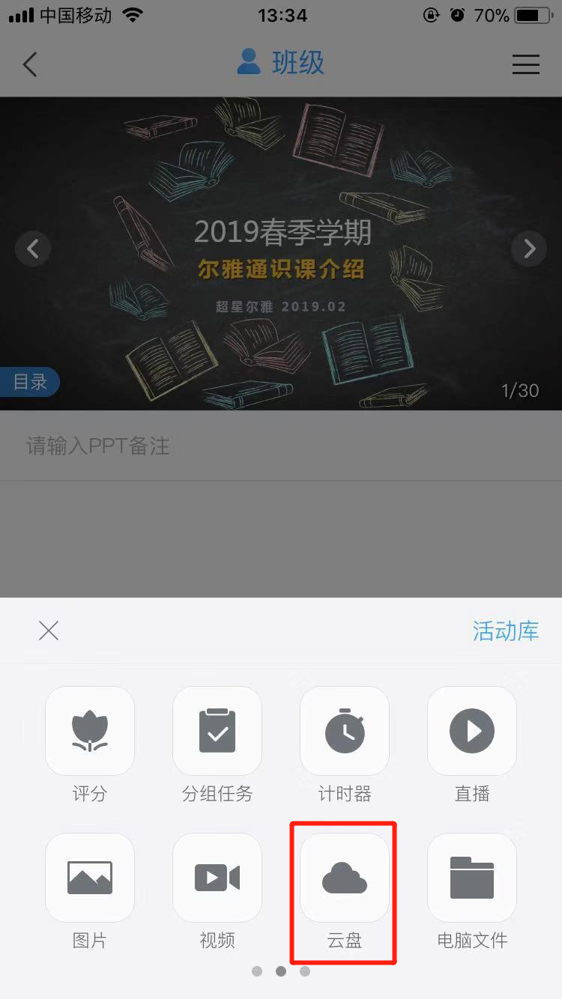 中国移动 13:34 70%
班级
2019春季学期
尔雅通识课介绍
超星尔雅 2019.02
目录
1/30
请输入PPT备注
活动库
评分 分组任务 计时器 直播
图片 视频 云盘 电脑文件